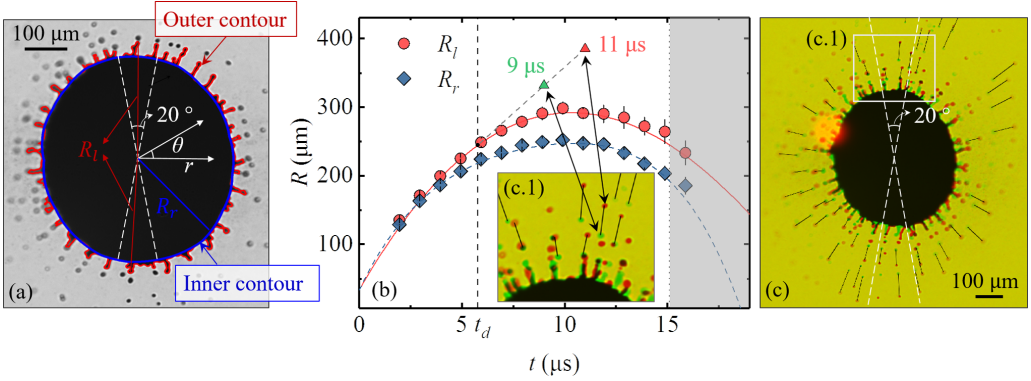 100 μm
Outer contour
20 °
θ
r
R_l
R_r
Inner contour
(a)
R (μm)
400
300
200
100
R_l
R_r
9 μs
11 μs
(c.1)
(b)
0
5
t_d
10
15
t (μs)
(c.1)
20 °
100 μm
(c)